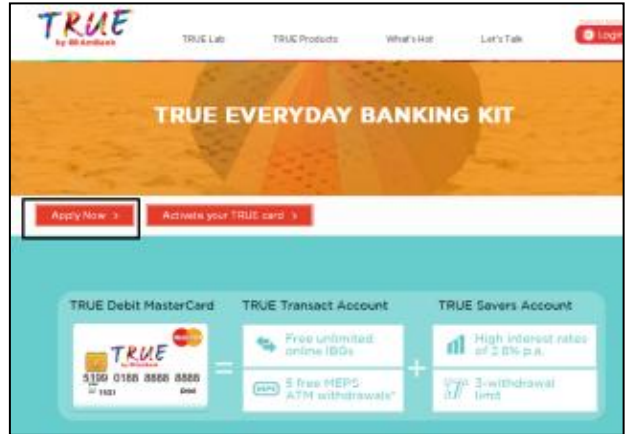 TRUE
by AmBank
TRUE Lab
TRUE Products
What's Hot
Let's Talk
Login
TRUE EVERYDAY BANKING KIT
Apply Now >
Activate your TRUE card >
TRUE Debit MasterCard
TRUE Transact Account
TRUE Savers Account
MasterCard
TRUE
5199 0188 8888 8888
Debit
=
Free unlimited
online IBGs
MEPS
5 free MEPS
ATM withdrawals*
+
High interest rates
of 2.8% p.a.
3-withdrawal
limit